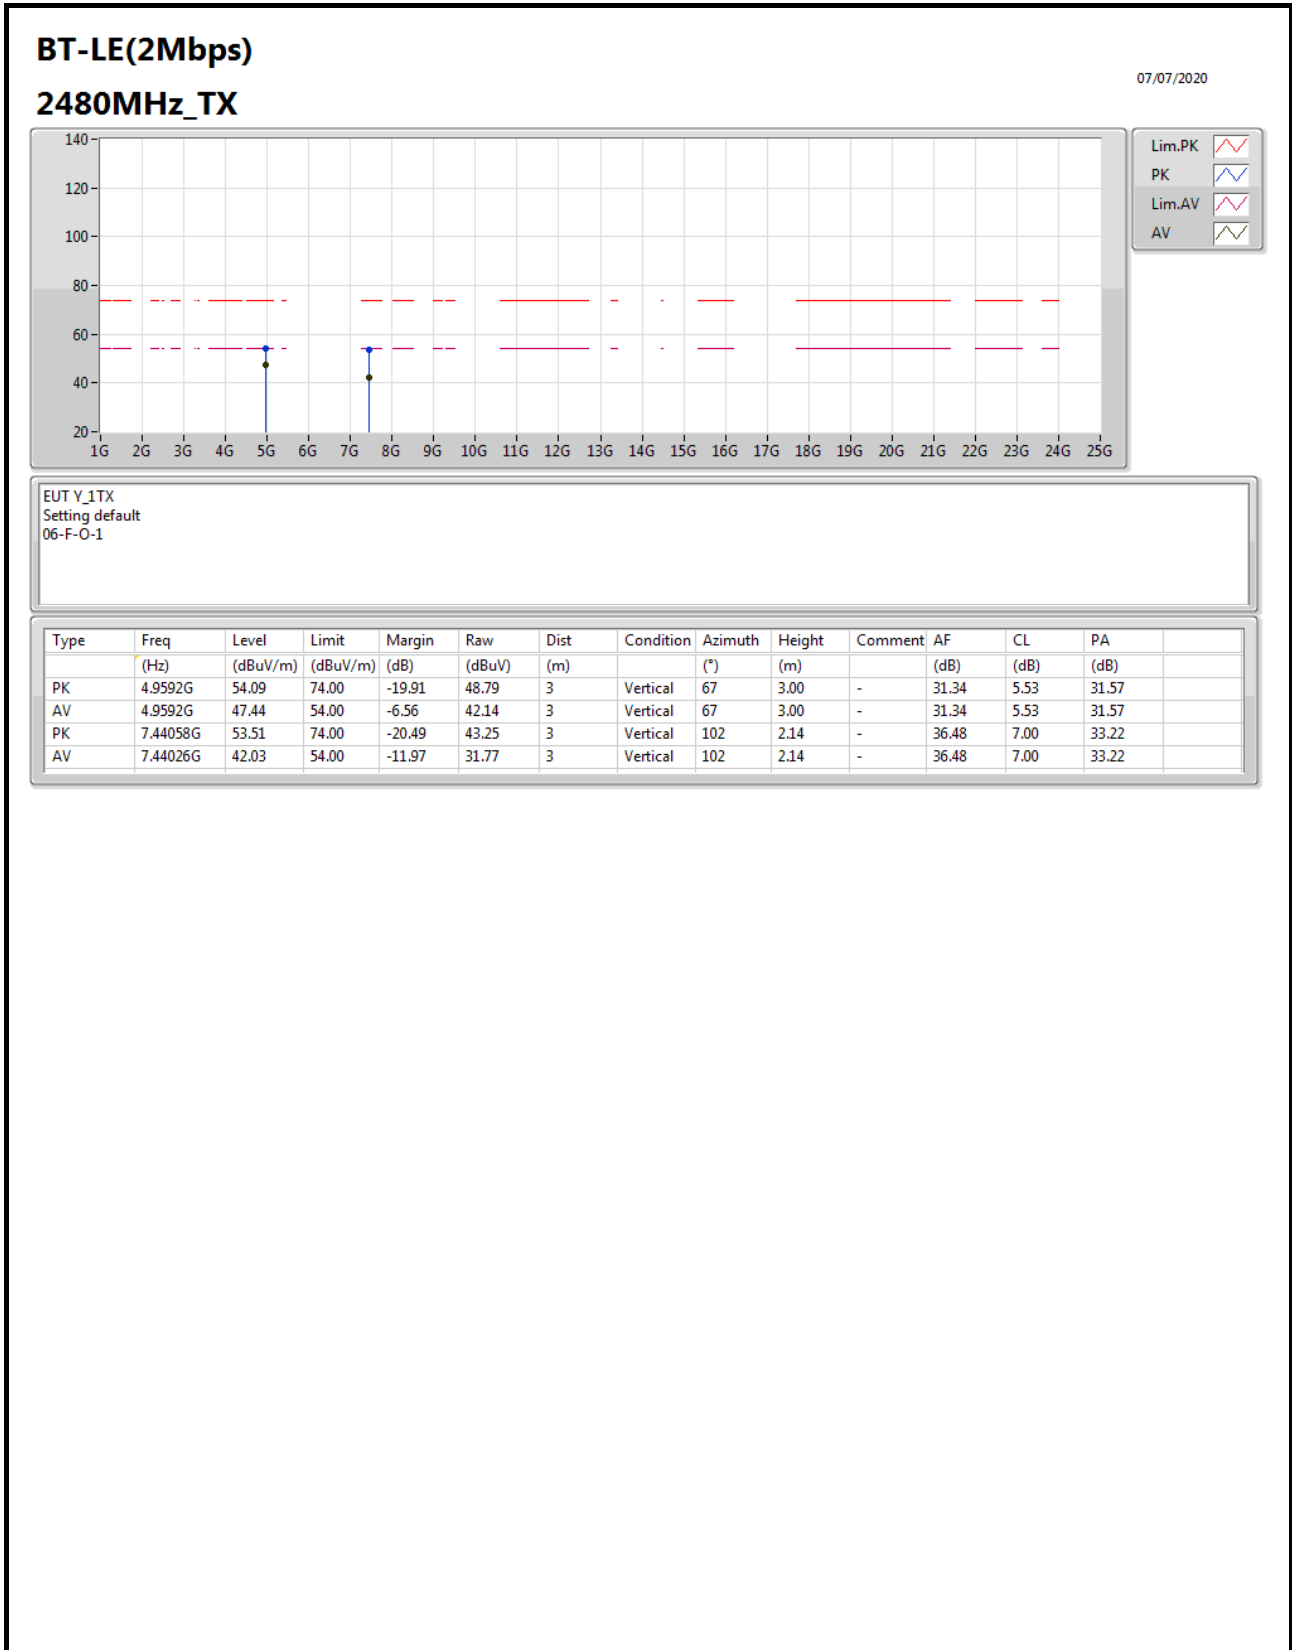 BT-LE(2Mbps)
07/07/2020
2480MHz_TX
140
120
100
80
60
40
20
1G 2G 3G 4G 5G 6G 7G 8G 9G 10G 11G 12G 13G 14G 15G 16G 17G 18G 19G 20G 21G 22G 23G 24G 25G
Lim.PK
PK
Lim.AV
AV
EUT Y_1TX
Setting default
06-F-O-1
Type Freq Level Limit Margin Raw Dist Condition Azimuth Height Comment AF CL PA
(Hz) (dBuV/m) (dBuV/m) (dB) (dBuV) (m) (°) (m) (dB) (dB) (dB)
PK 4.9592G 54.09 74.00 -19.91 48.79 3 Vertical 67 3.00 - 31.34 5.53 31.57
AV 4.9592G 47.44 54.00 -6.56 42.14 3 Vertical 67 3.00 - 31.34 5.53 31.57
PK 7.44058G 53.51 74.00 -20.49 43.25 3 Vertical 102 2.14 - 36.48 7.00 33.22
AV 7.44026G 42.03 54.00 -11.97 31.77 3 Vertical 102 2.14 - 36.48 7.00 33.22